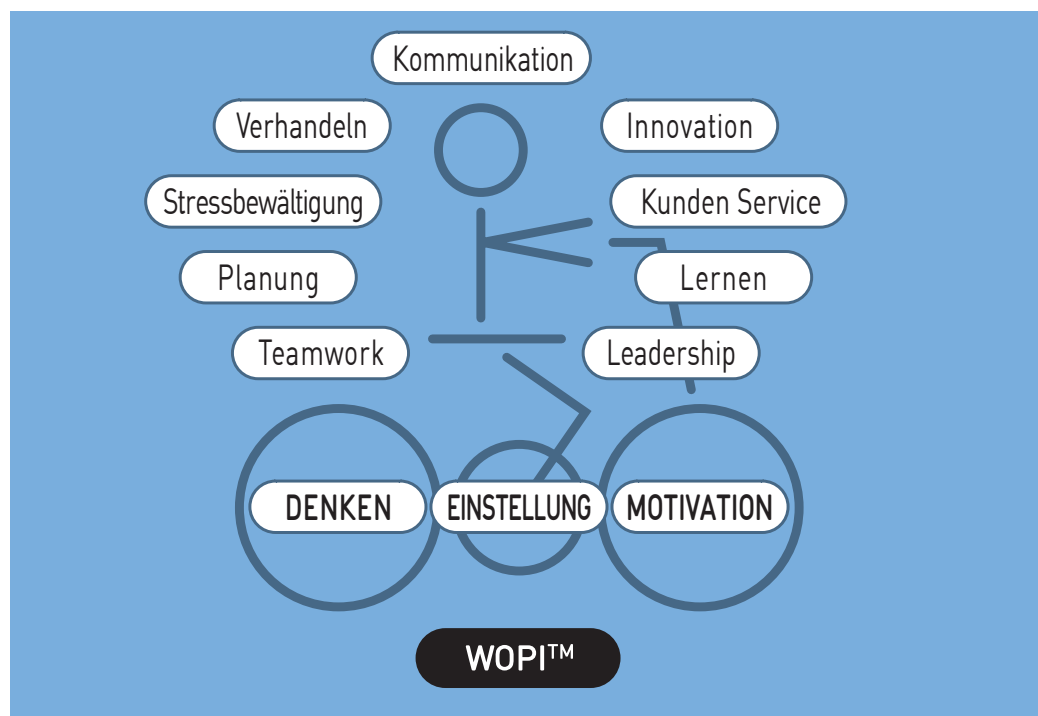 Kommunikation
Verhandeln
Innovation
Stressbewältigung
Kunden Service
Planung
Lernen
Teamwork
Leadership
DENKEN
EINSTELLUNG
MOTIVATION
WOPI™